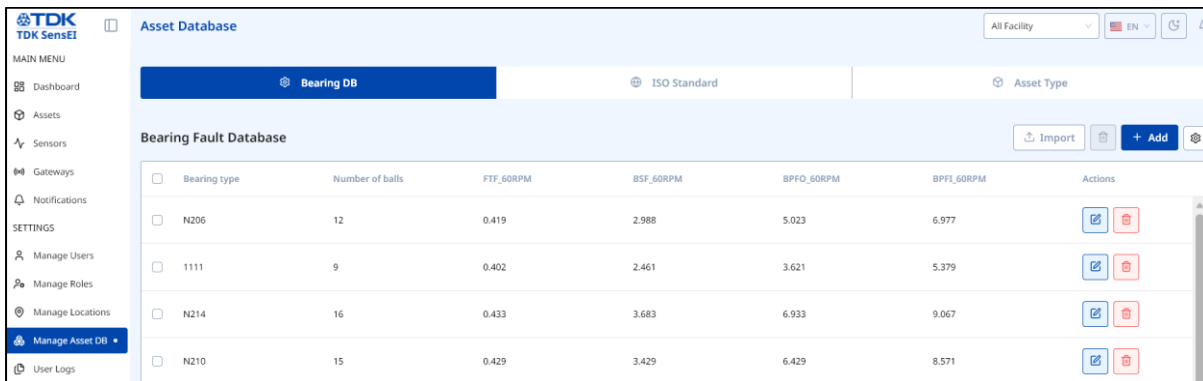 TDK
TDK SensEI
Asset Database
All Facility
EN
MAIN MENU
Dashboard
Assets
Sensors
Gateways
Notifications
SETTINGS
Manage Users
Manage Roles
Manage Locations
Manage Asset DB
User Logs
Bearing DB
ISO Standard
Asset Type
Bearing Fault Database
Import
+ Add
Bearing type Number of balls FTF_60RPM BSF_60RPM BPFO_60RPM BPFI_60RPM Actions
N206 12 0.419 2.988 5.023 6.977
1111 9 0.402 2.461 3.621 5.379
N214 16 0.433 3.683 6.933 9.067
N210 15 0.429 3.429 6.429 8.571